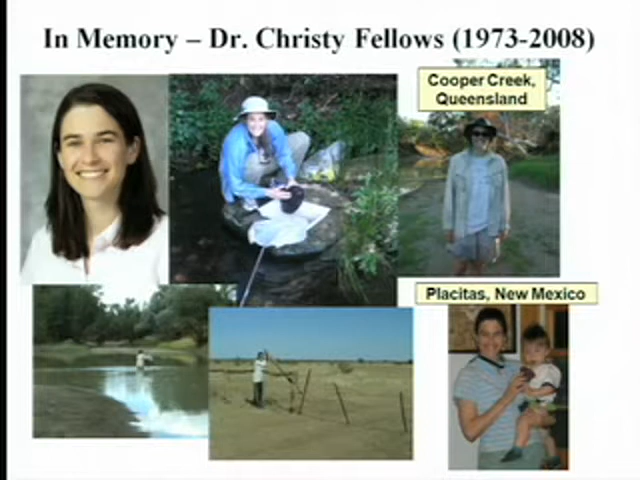 In Memory – Dr. Christy Fellows (1973-2008)
Cooper Creek,
Queensland
Placitas, New Mexico